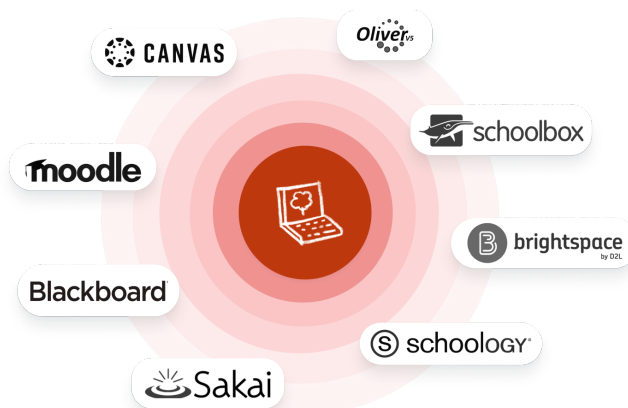 CANVAS
Oliver v5
schoolbox
moodle
brightspace
by D2L
Blackboard
S schoology
Sakai